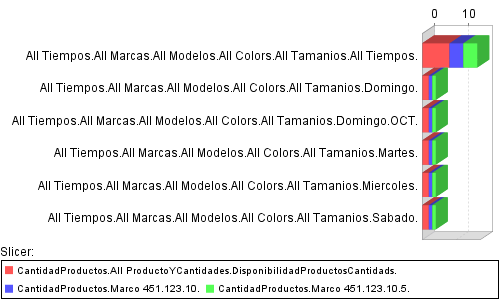 0 10
All Tiempos.All Marcas.All Modelos.All Colors.All Tamanios.All Tiempos.
All Tiempos.All Marcas.All Modelos.All Colors.All Tamanios.Domingo.
All Tiempos.All Marcas.All Modelos.All Colors.All Tamanios.Domingo.OCT.
All Tiempos.All Marcas.All Modelos.All Colors.All Tamanios.Martes.
All Tiempos.All Marcas.All Modelos.All Colors.All Tamanios.Miercoles.
All Tiempos.All Marcas.All Modelos.All Colors.All Tamanios.Sabado.
Slicer:
CantidadProductos.All ProductoYCantidades.DisponibilidadProductosCantidads.
CantidadProductos.Marco 451.123.10. CantidadProductos.Marco 451.123.10.5.